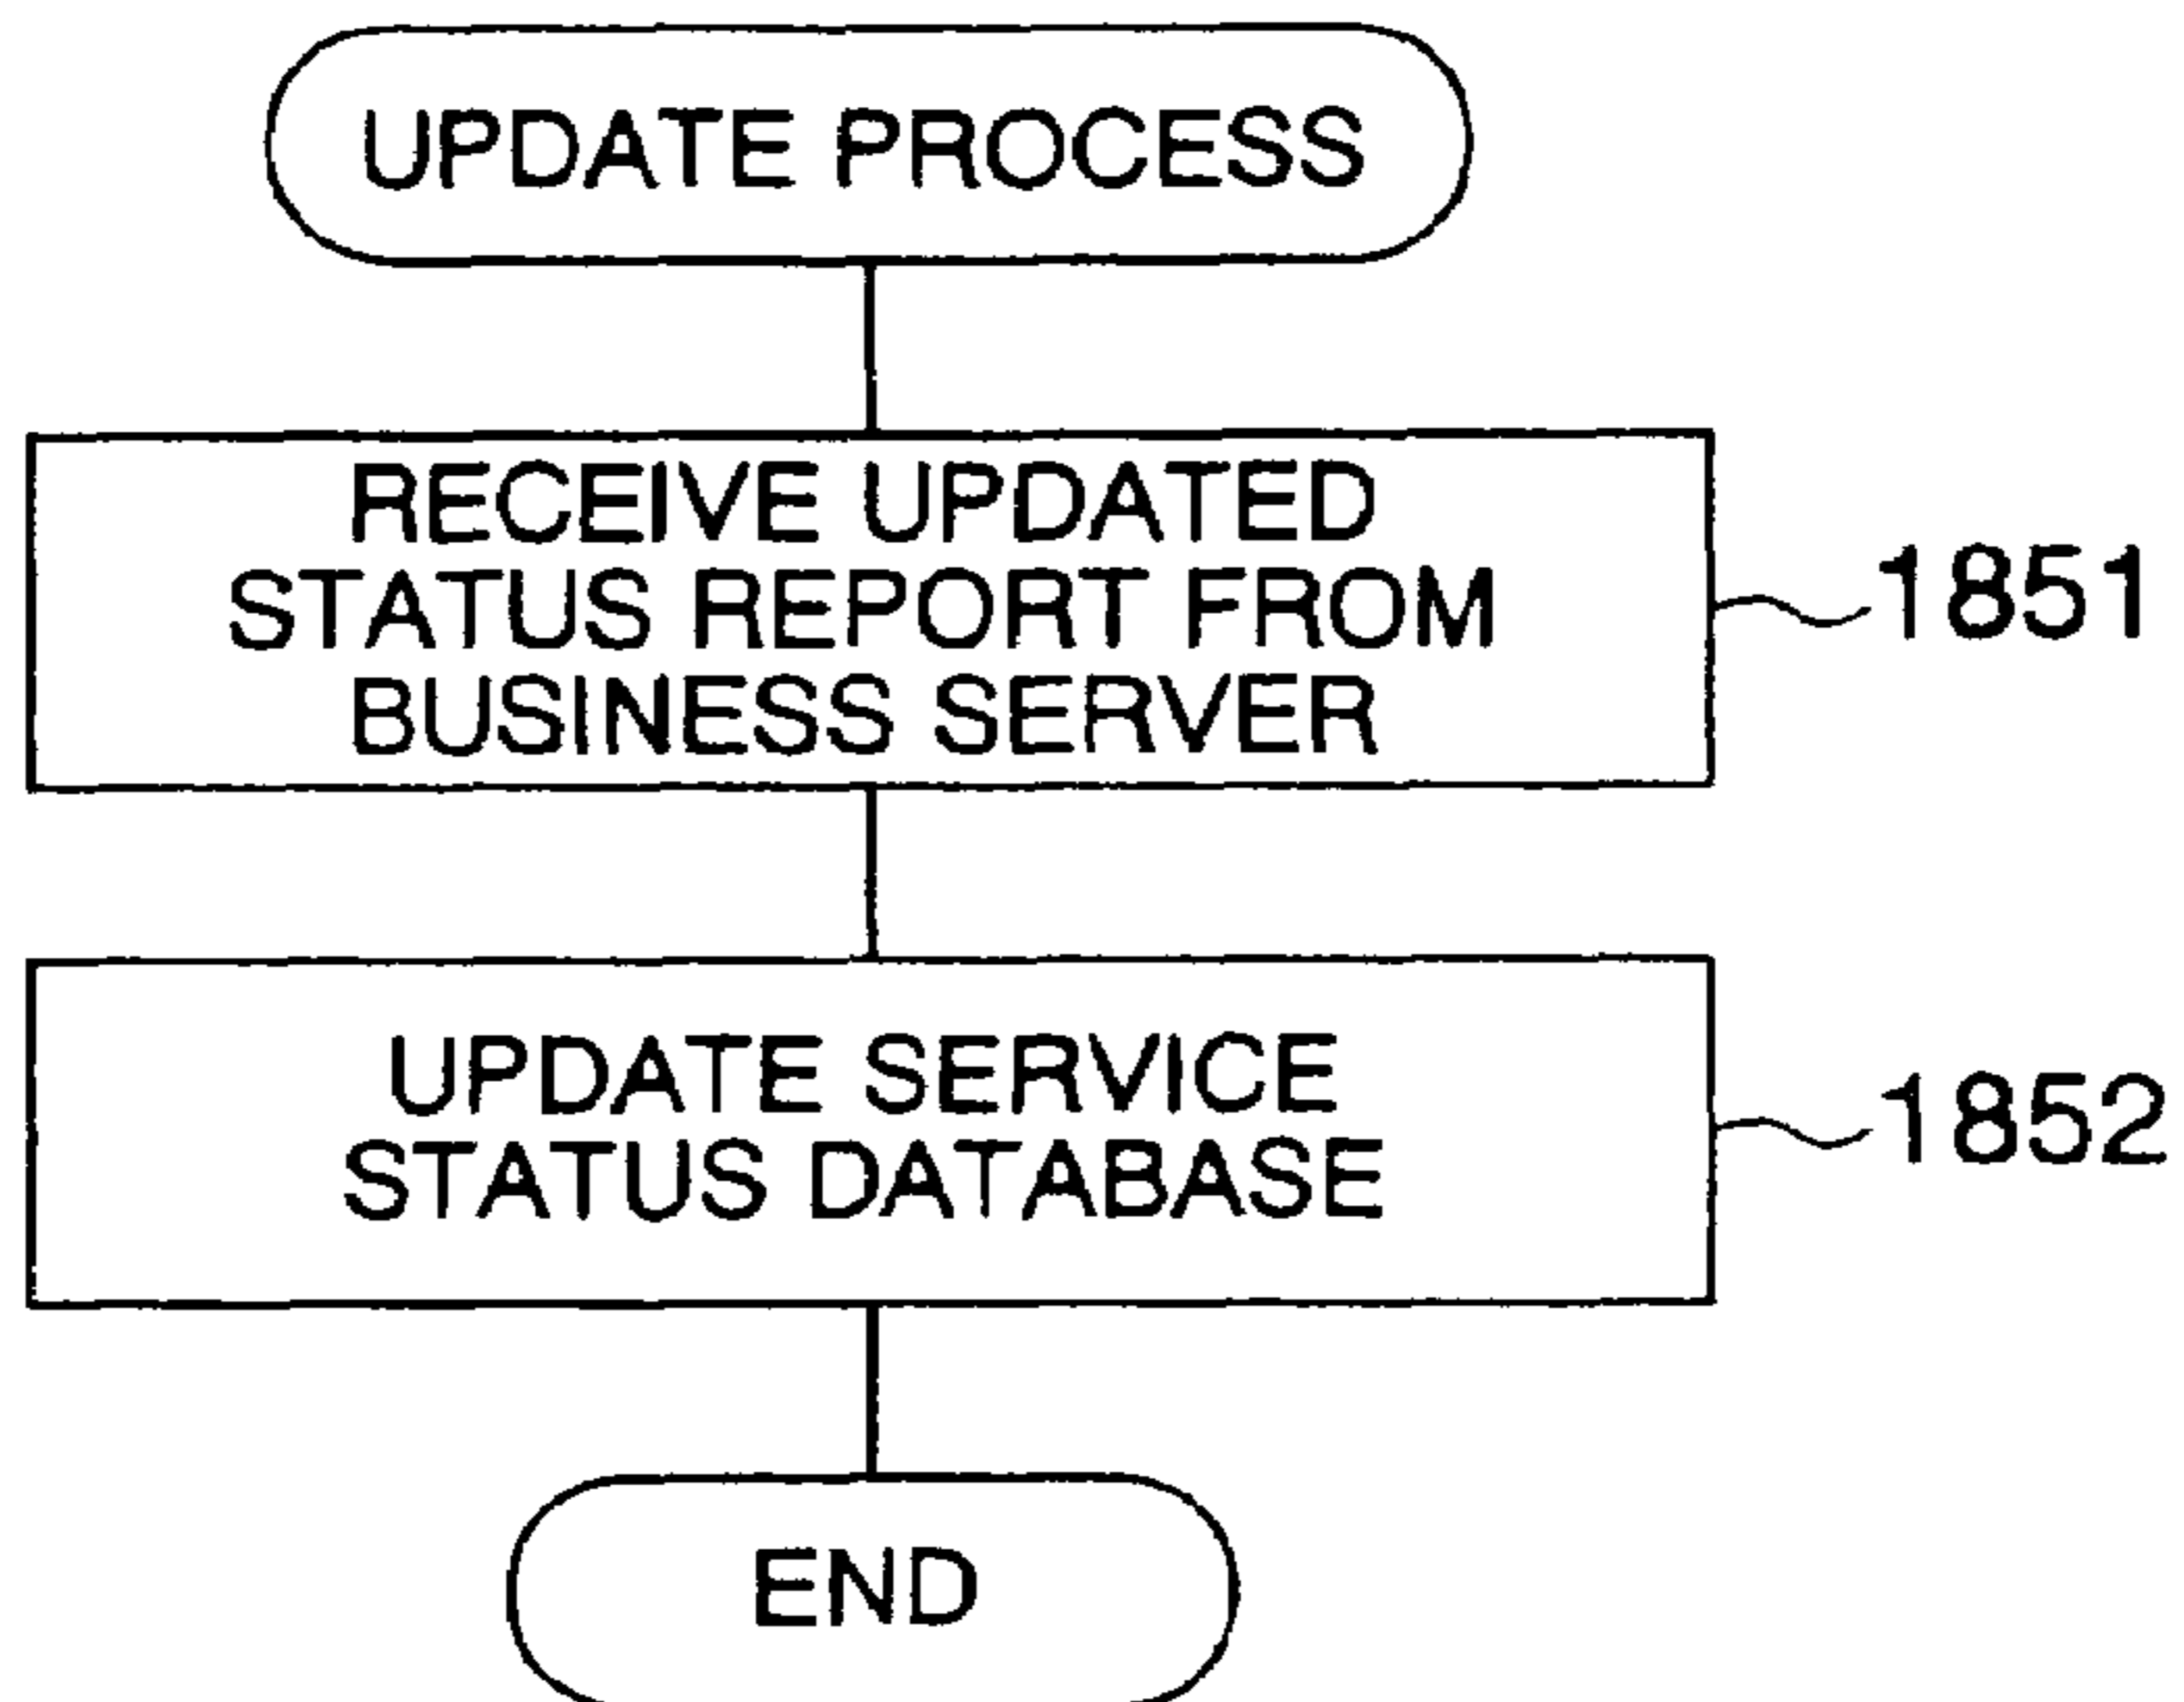 UPDATE PROCESS
RECEIVE UPDATED
STATUS REPORT FROM
BUSINESS SERVER
1851
UPDATE SERVICE
STATUS DATABASE
1852
END